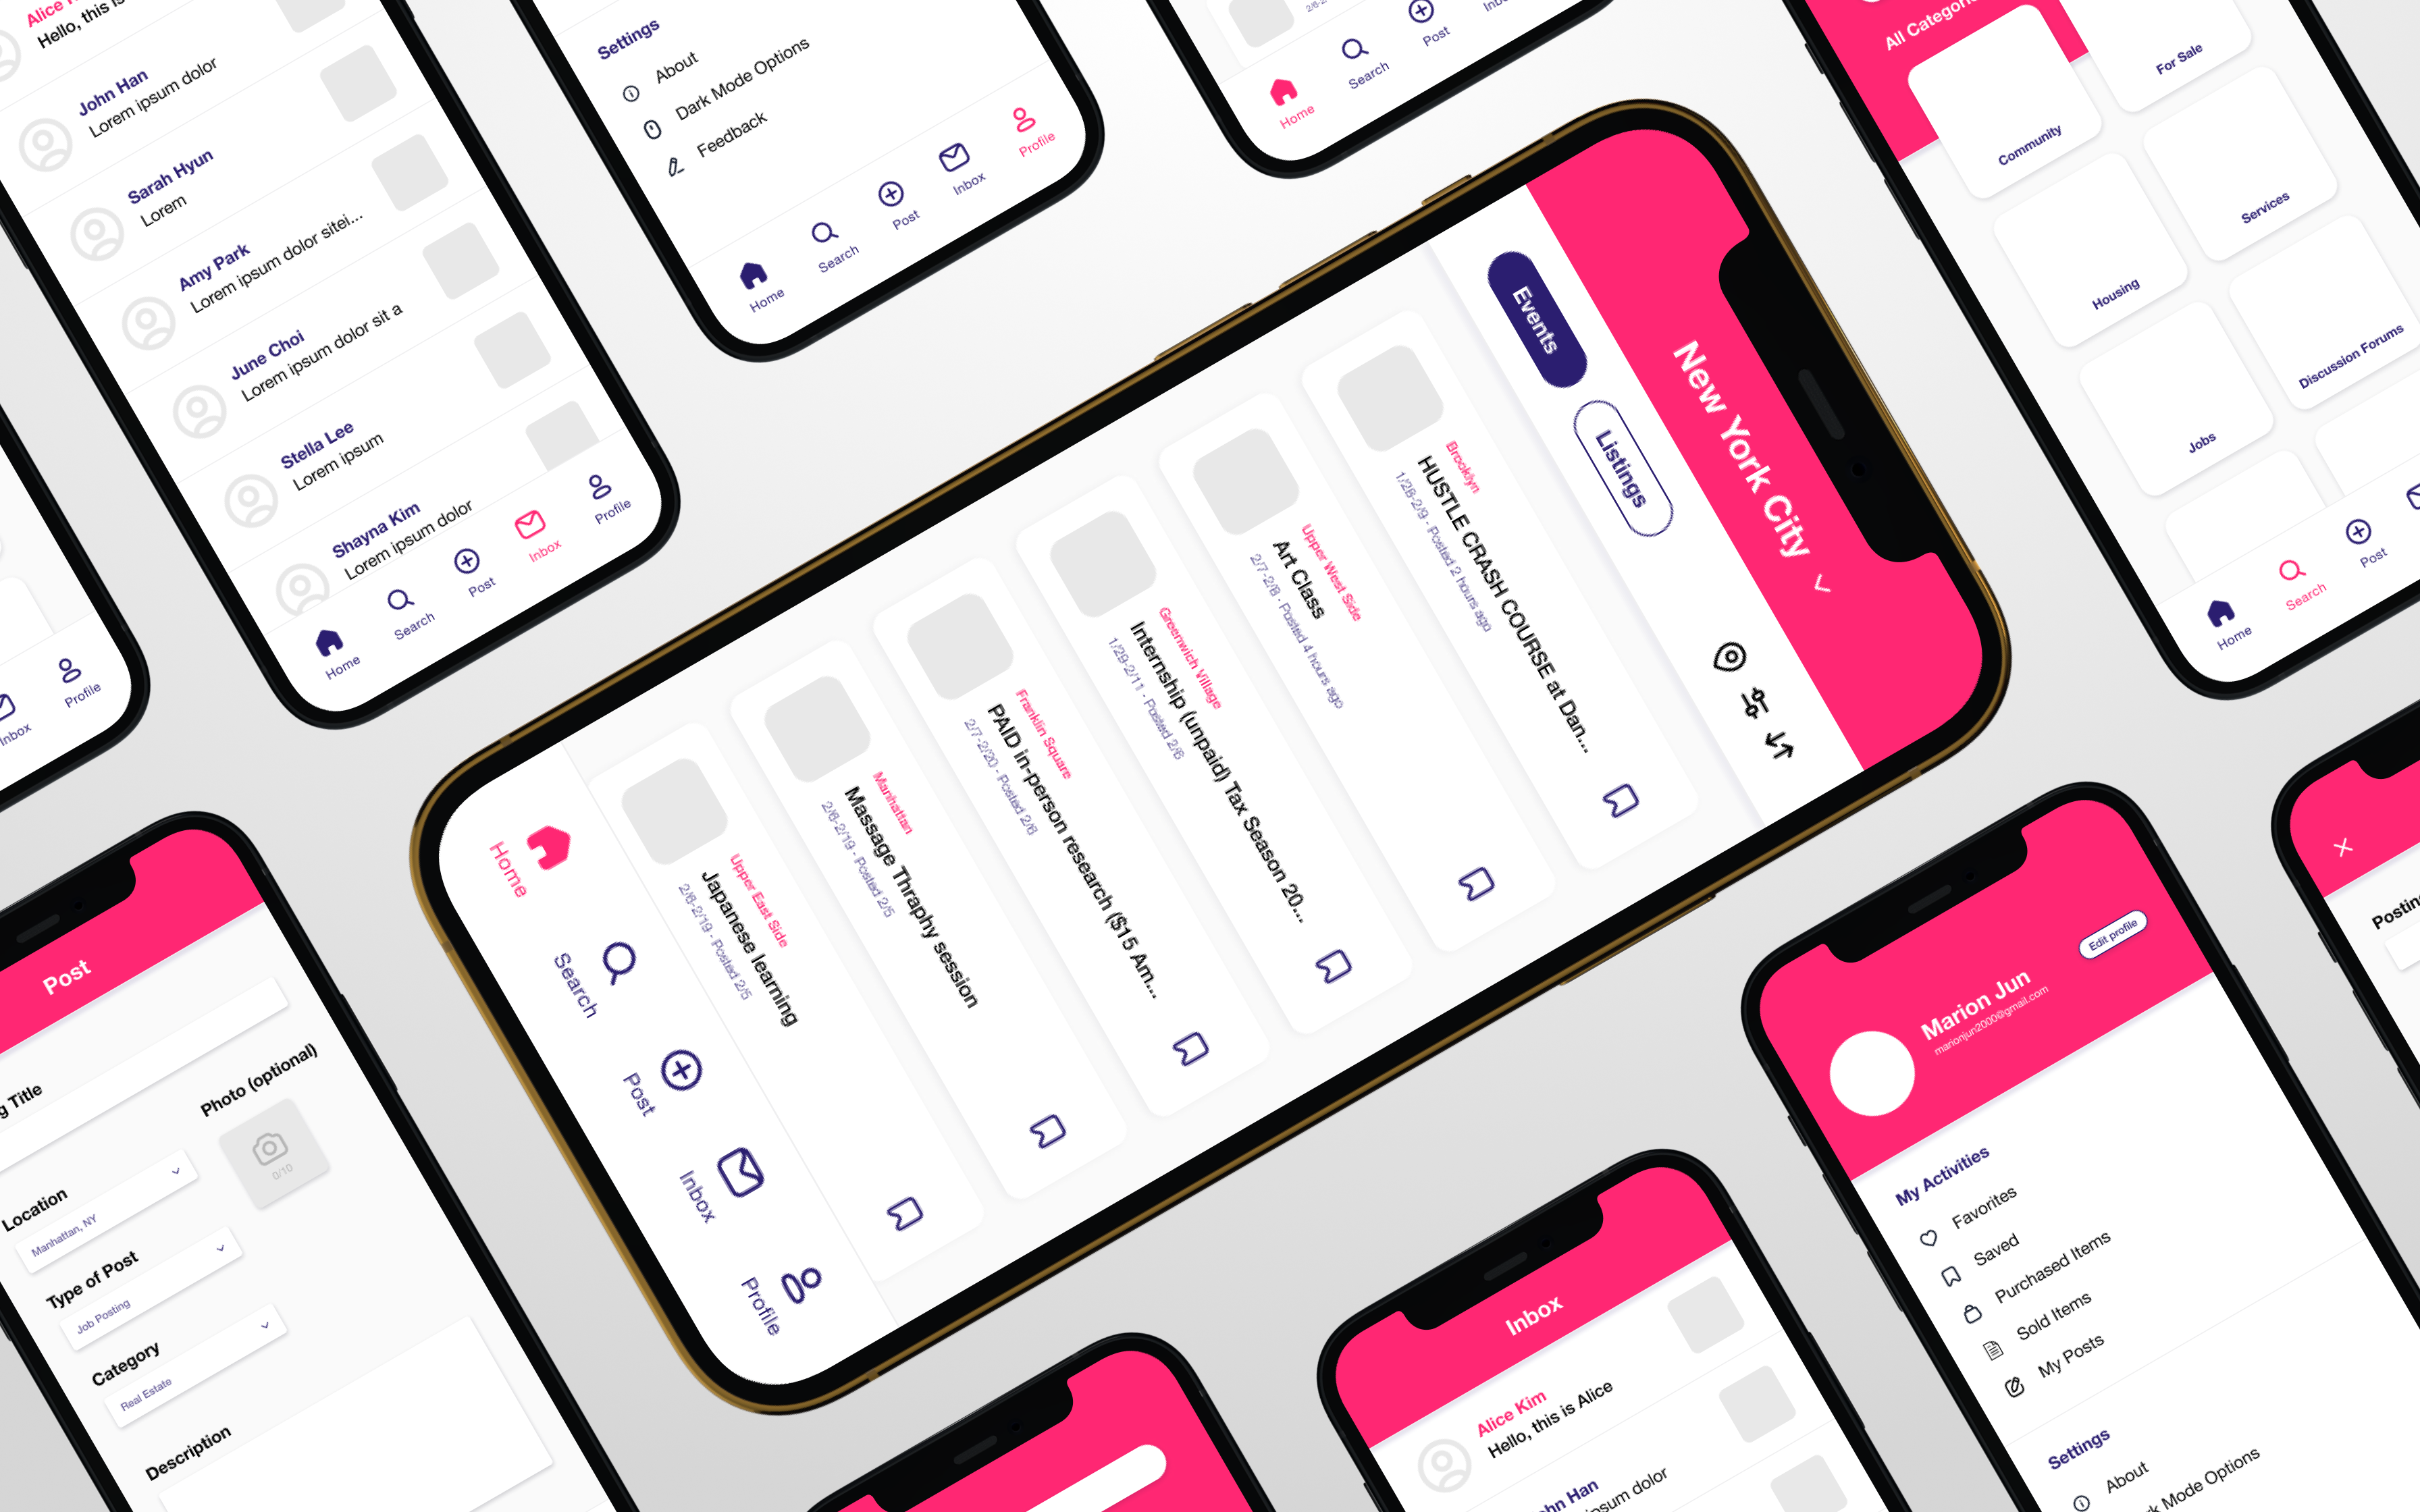 Alice
Hello, this is
John Han
Lorem ipsum dolor
Sarah Hyun
Lorem
Amy Park
Lorem ipsum dolor sitei...
June Choi
Lorem ipsum dolor sit a
Stella Lee
Lorem ipsum
Shayna Kim
Lorem ipsum dolor
Home
Search
Post
Inbox
Profile
Settings
About
Dark Mode Options
Feedback
Home
Search
Post
Inbox
Profile
Home
Search
Post
All Categories
Community
For Sale
Housing
Services
Jobs
Discussion Forums
Home
Search
Post
Inbox
Profile
New York City
Events
Listings
Brooklyn
HUSTLE CRASH COURSE at Dan...
1/28-2/9 · Posted 2 hours ago
Upper West Side
Art Class
2/7-2/8 · Posted 4 hours ago
Greenwich Village
Internship (unpaid) Tax Season 20...
1/29-2/11 · Posted 2/6
Franklin Square
PAID in-person research ($15 Am...
2/7-2/20 · Posted 2/6
Manhattan
Massage Thraphy session
2/6-2/19 · Posted 2/5
Upper East Side
Japanese learning
2/6-2/19 · Posted 2/5
Home
Search
Post
Inbox
Profile
Post
Title
Photo (optional)
0/10
Location
Manhattan, NY
Type of Post
Job Posting
Category
Real Estate
Description
Inbox
Alice Kim
Hello, this is Alice
Han
ipsum dolor
Edit profile
Marion Jun
marionjun2000@gmail.com
My Activities
Favorites
Saved
Purchased Items
Sold Items
My Posts
Settings
About
Mode Options
Posting